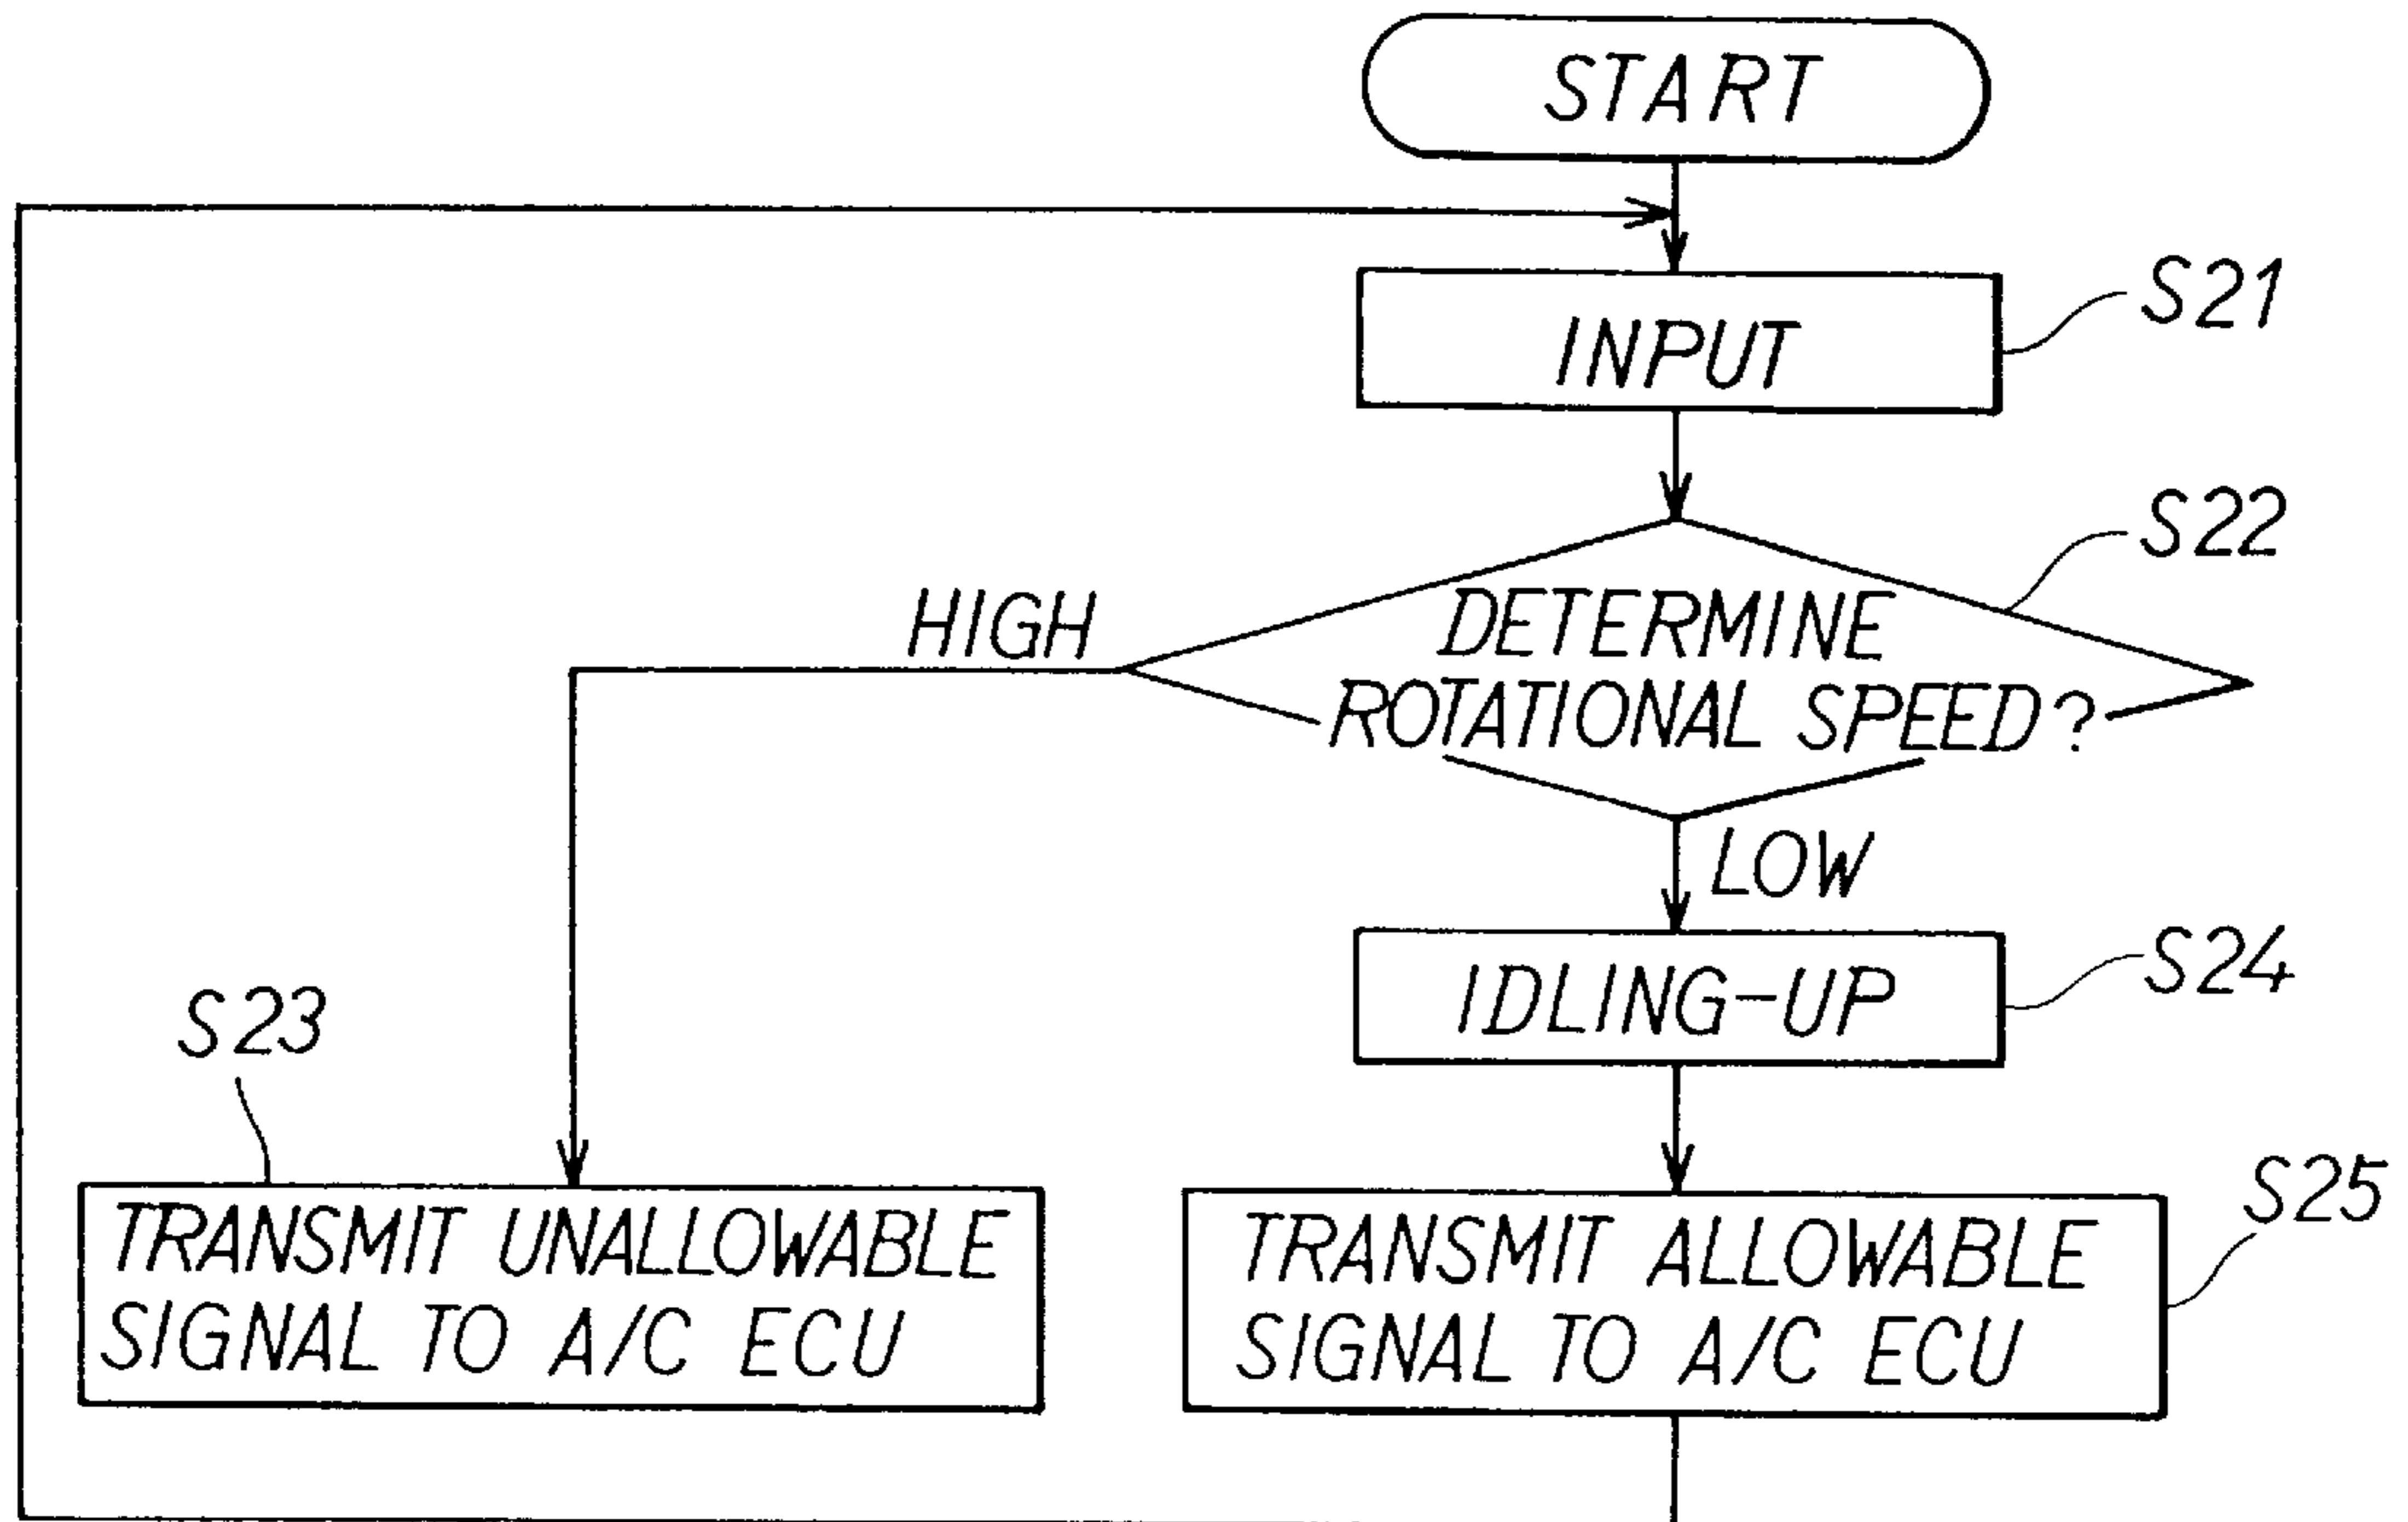 START
INPUT
S21
S22
DETERMINE
ROTATIONAL SPEED?
HIGH
LOW
IDLING-UP
S24
S23
TRANSMIT UNALLOWABLE
SIGNAL TO A/C ECU
S25
TRANSMIT ALLOWABLE
SIGNAL TO A/C ECU